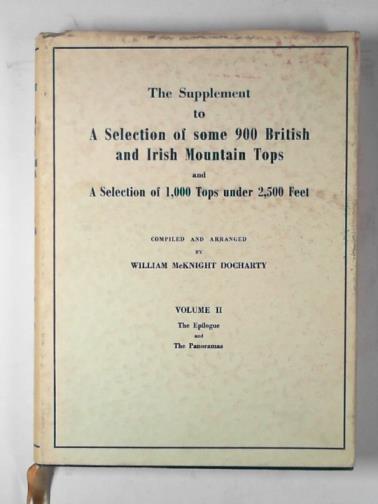 The Supplement
to
A Selection of some 900 British
and Irish Mountain Tops
and
A Selection of 1,000 Tops under 2,500 Feet
COMPILED AND ARRANGED
BY
WILLIAM McKNIGHT DOCHARTY
VOLUME II
The Epilogue
and
The Panoramas